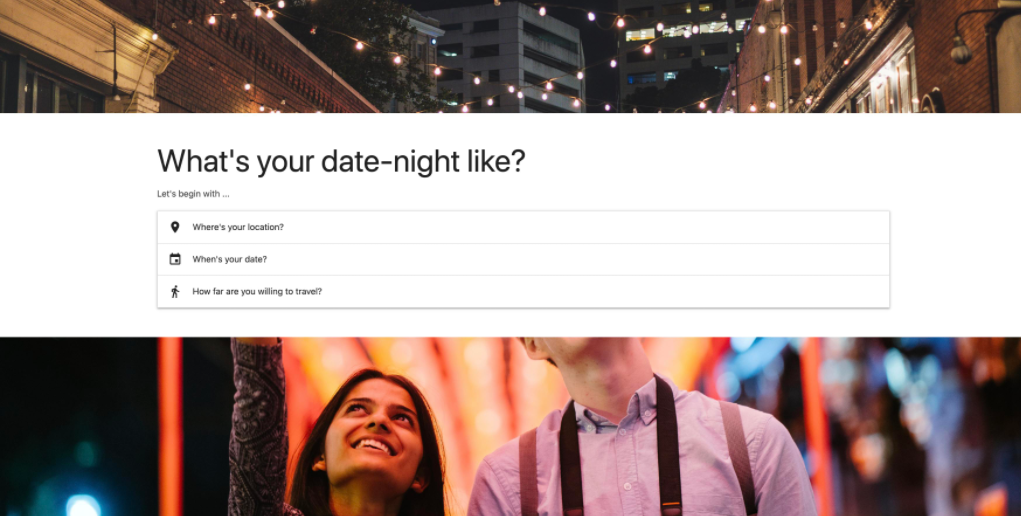 What's your date-night like?
Let's begin with ...
Where's your location?
When's your date?
How far are you willing to travel?